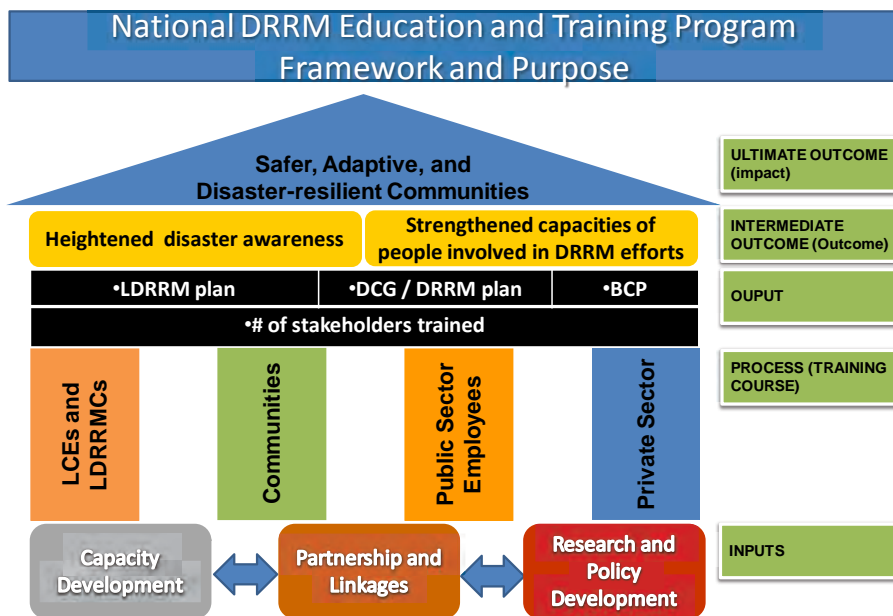 National DRRM Education and Training Program
Framework and Purpose
Safer, Adaptive, and
Disaster-resilient Communities
ULTIMATE OUTCOME
(impact)
Heightened disaster awareness
Strengthened capacities of
people involved in DRRM efforts
INTERMEDIATE
OUTCOME (Outcome)
•LDRRM plan
•DCG / DRRM plan
•BCP
OUPUT
•# of stakeholders trained
LCEs and
LDRRMCs
Communities
Public Sector
Employees
Private Sector
PROCESS (TRAINING
COURSE)
Capacity
Development
Partnership and
Linkages
Research and
Policy
Development
INPUTS